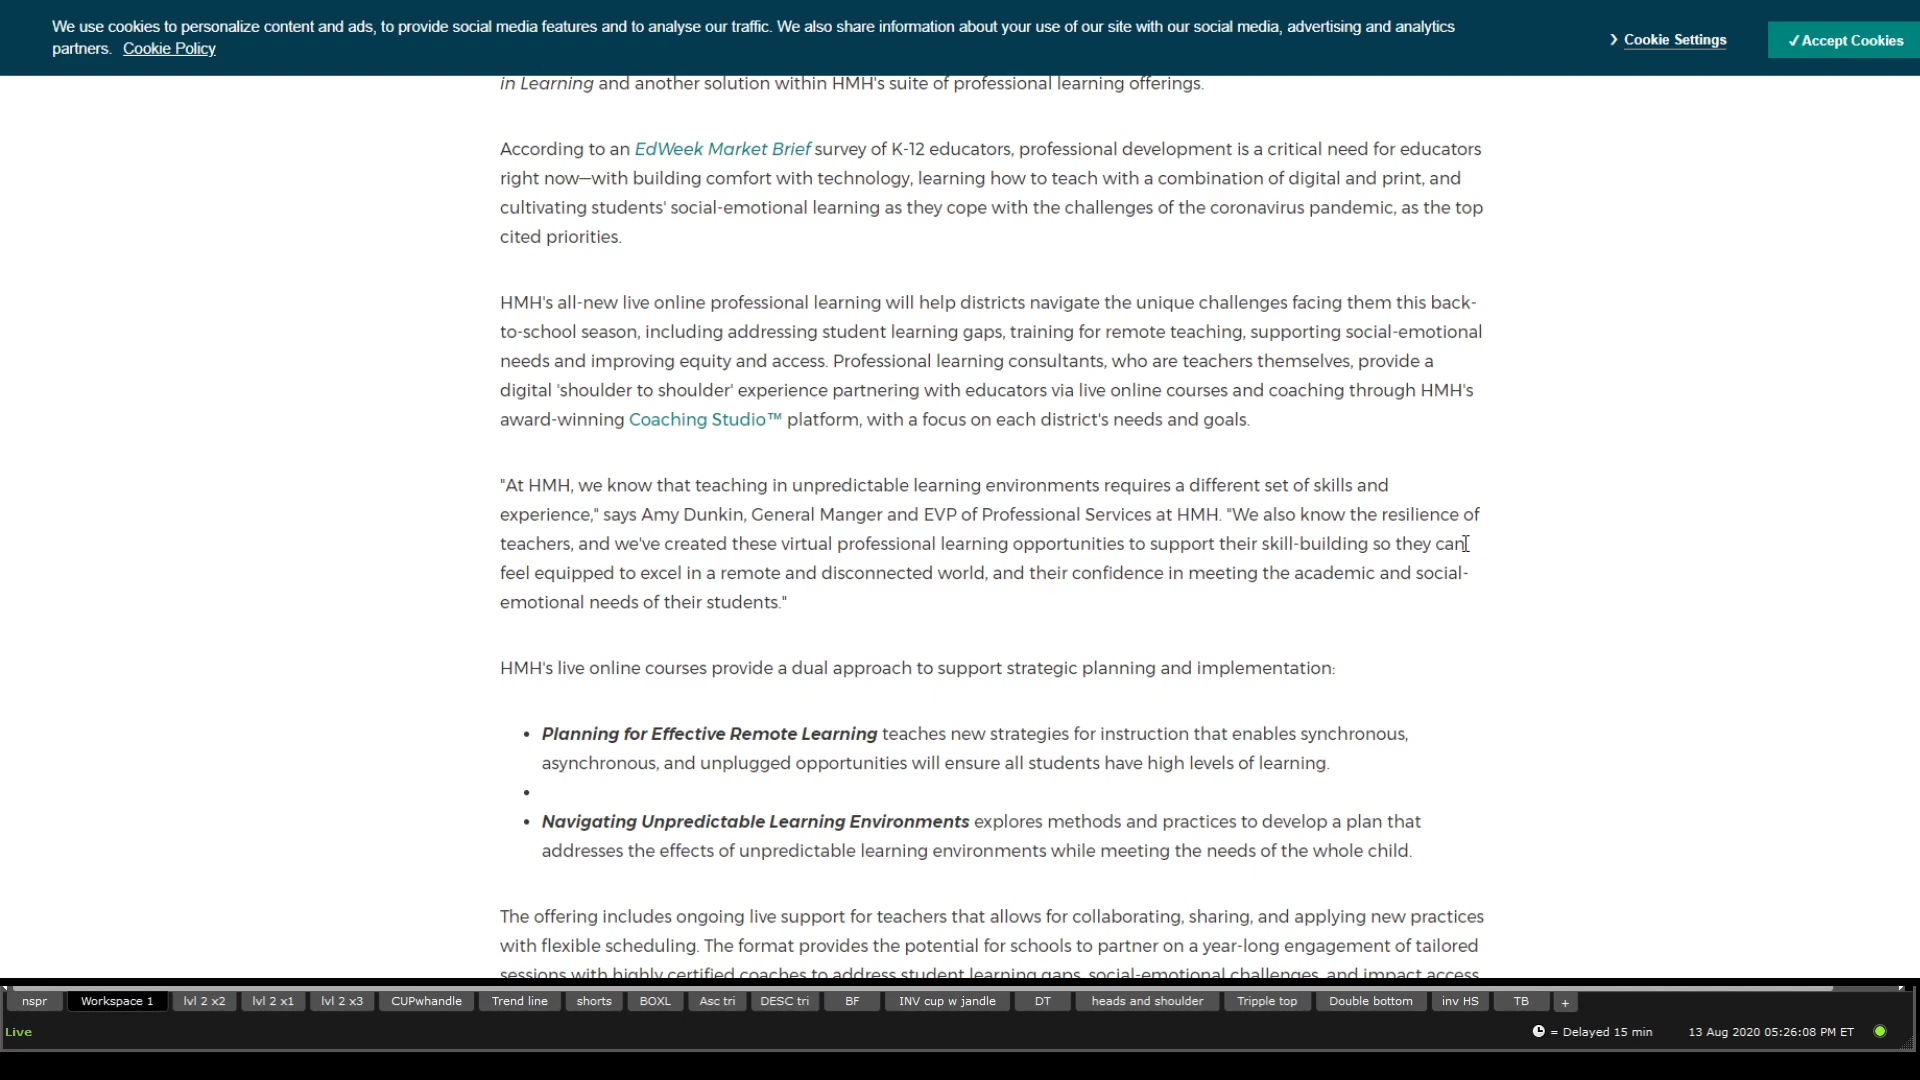 We use cookies to personalize content and ads, to provide social media features and to analyse our traffic. We also share information about your use of our site with our social media, advertising and analytics
partners. Cookie Policy
❯ Cookie Settings
✓Accept Cookies
in Learning and another solution within HMH's suite of professional learning offerings.
According to an EdWeek Market Brief survey of K-12 educators, professional development is a critical need for educators
right now—with building comfort with technology, learning how to teach with a combination of digital and print, and
cultivating students' social-emotional learning as they cope with the challenges of the coronavirus pandemic, as the top
cited priorities.
HMH's all-new live online professional learning will help districts navigate the unique challenges facing them this back-
to-school season, including addressing student learning gaps, training for remote teaching, supporting social-emotional
needs and improving equity and access. Professional learning consultants, who are teachers themselves, provide a
digital 'shoulder to shoulder' experience partnering with educators via live online courses and coaching through HMH's
award-winning Coaching Studio™ platform, with a focus on each district's needs and goals.
"At HMH, we know that teaching in unpredictable learning environments requires a different set of skills and
experience," says Amy Dunkin, General Manger and EVP of Professional Services at HMH. "We also know the resilience of
teachers, and we've created these virtual professional learning opportunities to support their skill-building so they can
feel equipped to excel in a remote and disconnected world, and their confidence in meeting the academic and social-
emotional needs of their students."
HMH's live online courses provide a dual approach to support strategic planning and implementation:
• Planning for Effective Remote Learning teaches new strategies for instruction that enables synchronous,
asynchronous, and unplugged opportunities will ensure all students have high levels of learning.
•
• Navigating Unpredictable Learning Environments explores methods and practices to develop a plan that
addresses the effects of unpredictable learning environments while meeting the needs of the whole child.
The offering includes ongoing live support for teachers that allows for collaborating, sharing, and applying new practices
with flexible scheduling. The format provides the potential for schools to partner on a year-long engagement of tailored
sessions with highly certified coaches to address student learning gaps, social-emotional challenges, and impact access
nspr Workspace 1 lvl 2 x2 lvl 2 x1 lvl 2 x3 CUPwhandle Trend line shorts BOXL Asc tri DESC tri BF INV cup w jandle DT heads and shoulder Tripple top Double bottom inv HS TB +
Live
= Delayed 15 min 13 Aug 2020 05:26:08 PM ET